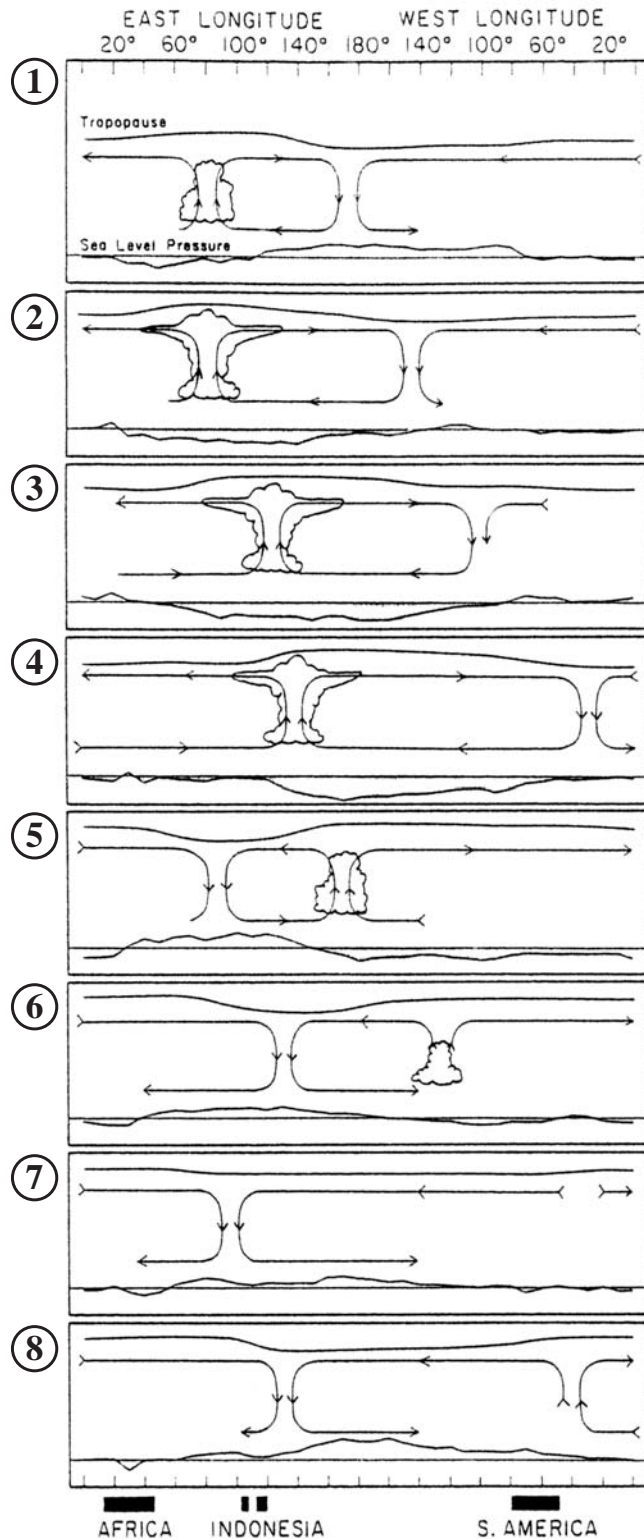 EAST LONGITUDE WEST LONGITUDE
20° 60° 100° 140° 180° 140° 100° 60° 20°
1
Tropopause
Sea Level Pressure
2
3
4
5
6
7
8
AFRICA INDONESIA S. AMERICA